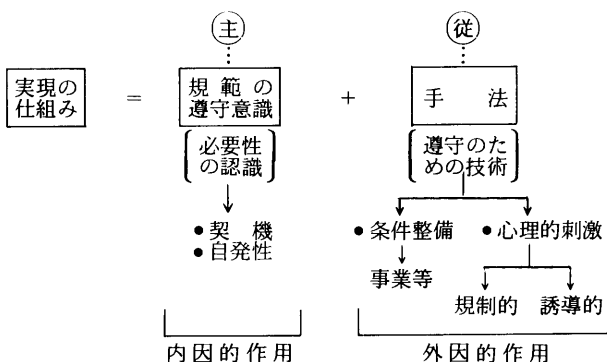 主 従
実現の
仕組み
=
規範の
遵守意識
+
手法
必要性
の認識
遵守のた
めの技術
●契機
●自発性
●条件整備 ●心理的刺激
事業等
規制的 誘導的
内因的作用 外因的作用